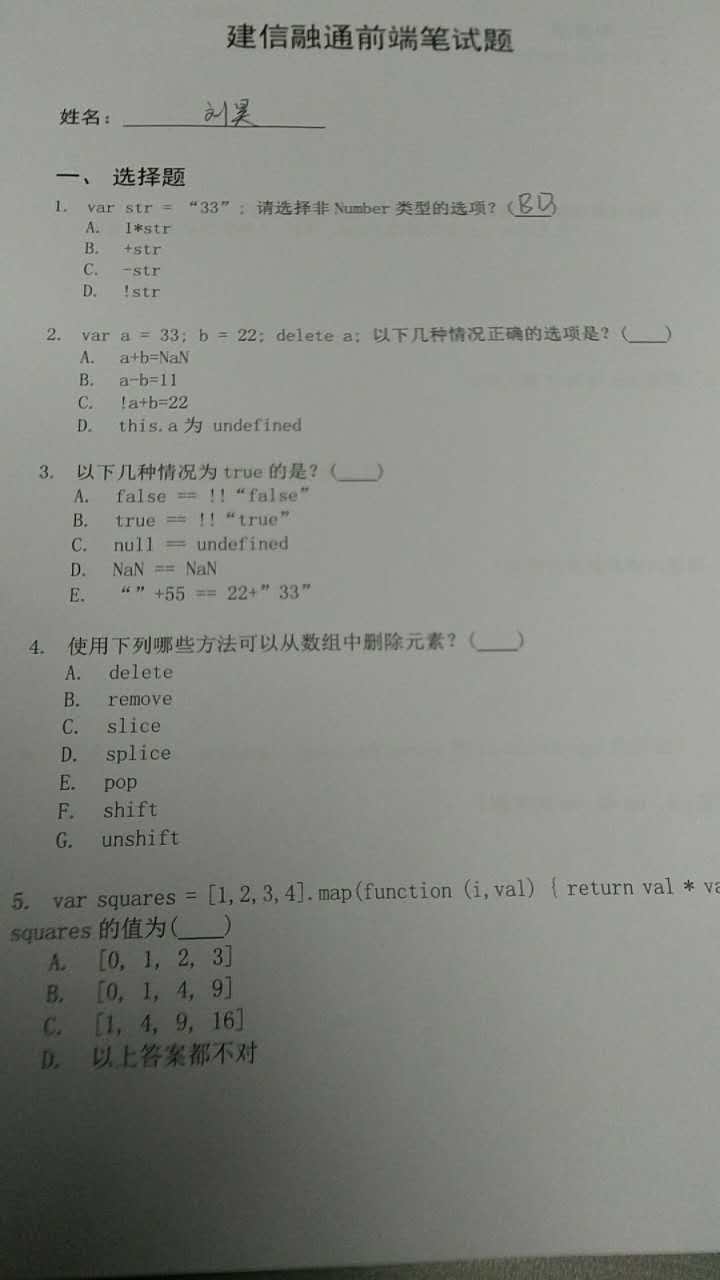 建信融通前端笔试题
姓名：刘昊
一、 选择题
1. var str = “33”; 请选择非 Number 类型的选项？(BD)
A. 1*str
B. +str
C. -str
D. !str
2. var a = 33; b = 22; delete a; 以下几种情况正确的选项是？(____)
A. a+b=NaN
B. a-b=11
C. !a+b=22
D. this.a 为 undefined
3. 以下几种情况为 true 的是？(____)
A. false == !!“false”
B. true == !!“true”
C. null == undefined
D. NaN == NaN
E. “”+55 == 22+”33”
4. 使用下列哪些方法可以从数组中删除元素？(____)
A. delete
B. remove
C. slice
D. splice
E. pop
F. shift
G. unshift
5. var squares = [1,2,3,4].map(function (i,val) { return val * va
squares 的值为(____)
A. [0, 1, 2, 3]
B. [0, 1, 4, 9]
C. [1, 4, 9, 16]
D. 以上答案都不对